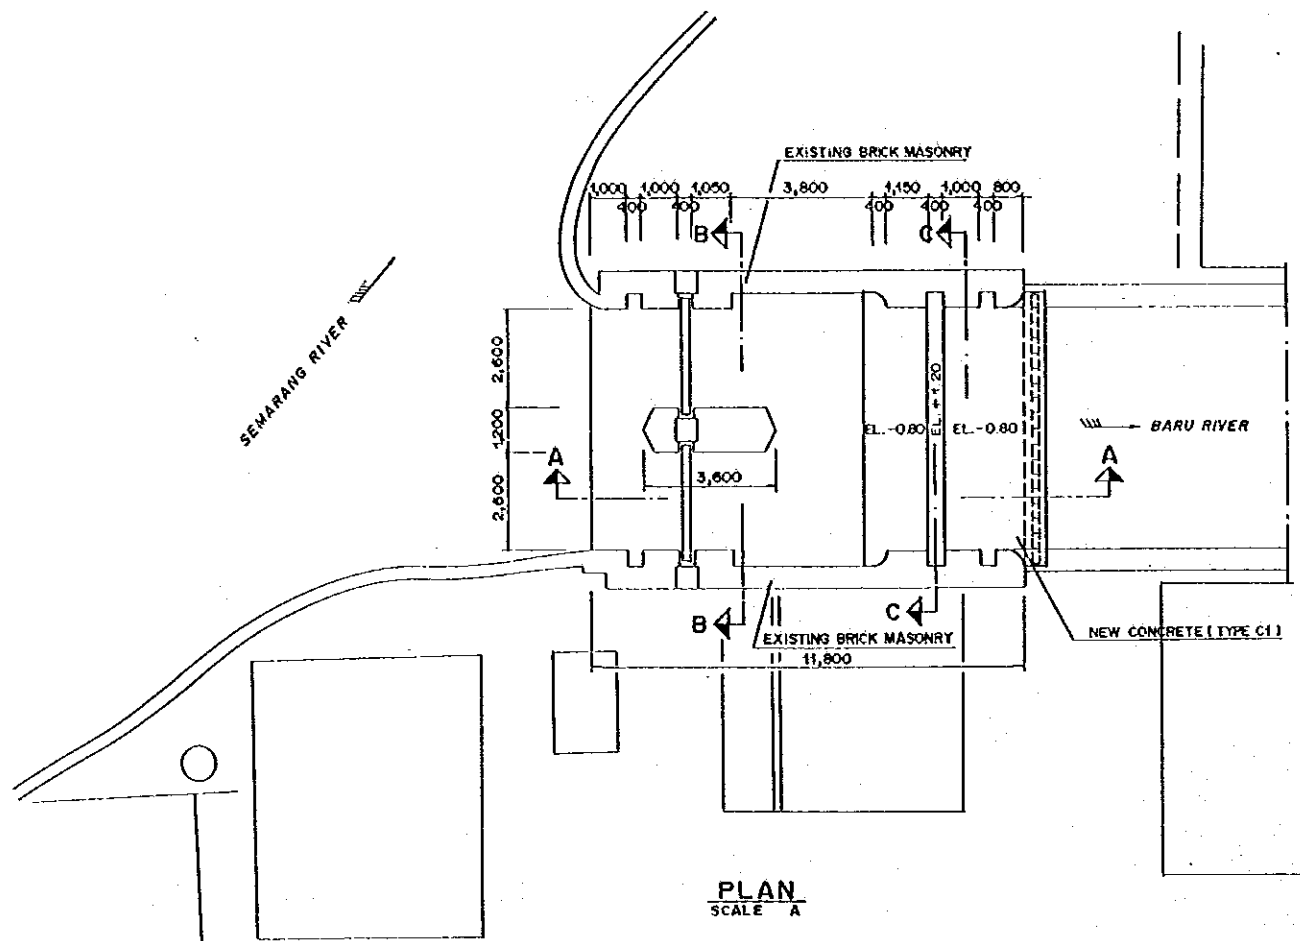 EXISTING BRICK MASONRY
1,000 1,000 1,050 3,800 1,150 1,000 800
400 400 400 400 400
B C
SEMARANG RIVER
2,600
1,200
2,600
EL.-0.80 EL.+1.20 EL.-0.80
BARU RIVER
A A
3,600
B C
EXISTING BRICK MASONRY
NEW CONCRETE (TYPE C1)
11,800
PLAN
SCALE A